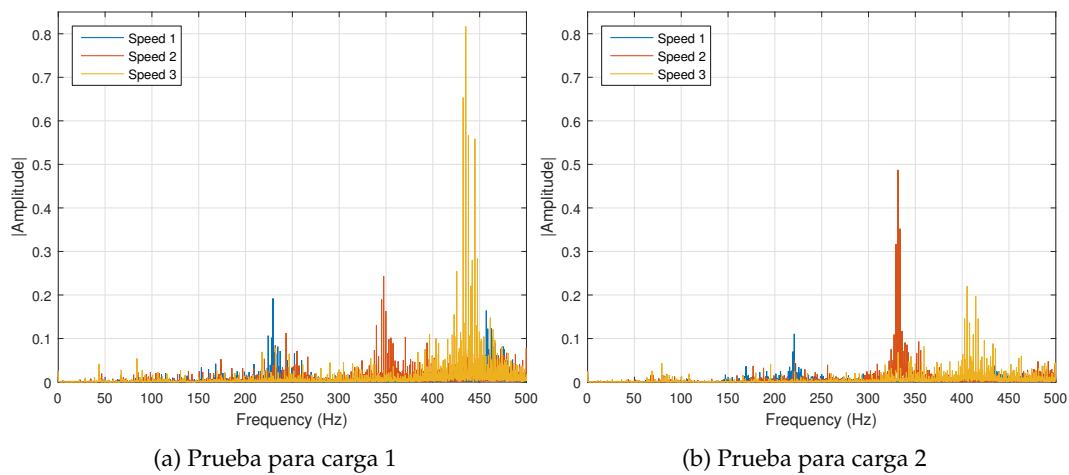 0.8
0.7
0.6
0.5
0.4
0.3
0.2
0.1
0
|Amplitude|
Speed 1
Speed 2
Speed 3
0 50 100 150 200 250 300 350 400 450 500
Frequency (Hz)
(a) Prueba para carga 1
0.8
0.7
0.6
0.5
0.4
0.3
0.2
0.1
0
|Amplitude|
Speed 1
Speed 2
Speed 3
0 50 100 150 200 250 300 350 400 450 500
Frequency (Hz)
(b) Prueba para carga 2